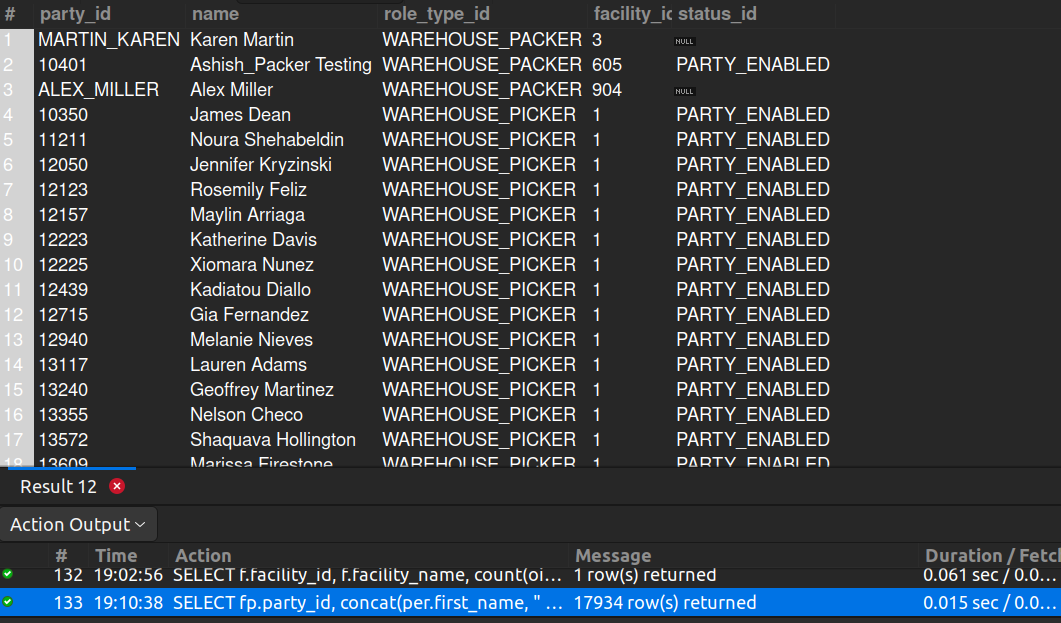 # party_id name role_type_id facility_id status_id
1 MARTIN_KAREN Karen Martin WAREHOUSE_PACKER 3 NULL
2 10401 Ashish_Packer Testing WAREHOUSE_PACKER 605 PARTY_ENABLED
3 ALEX_MILLER Alex Miller WAREHOUSE_PACKER 904 NULL
4 10350 James Dean WAREHOUSE_PICKER 1 PARTY_ENABLED
5 11211 Noura Shehabeldin WAREHOUSE_PICKER 1 PARTY_ENABLED
6 12050 Jennifer Kryzinski WAREHOUSE_PICKER 1 PARTY_ENABLED
7 12123 Rosemily Feliz WAREHOUSE_PICKER 1 PARTY_ENABLED
8 12157 Maylin Arriaga WAREHOUSE_PICKER 1 PARTY_ENABLED
9 12223 Katherine Davis WAREHOUSE_PICKER 1 PARTY_ENABLED
10 12225 Xiomara Nunez WAREHOUSE_PICKER 1 PARTY_ENABLED
11 12439 Kadiatou Diallo WAREHOUSE_PICKER 1 PARTY_ENABLED
12 12715 Gia Fernandez WAREHOUSE_PICKER 1 PARTY_ENABLED
13 12940 Melanie Nieves WAREHOUSE_PICKER 1 PARTY_ENABLED
14 13117 Lauren Adams WAREHOUSE_PICKER 1 PARTY_ENABLED
15 13240 Geoffrey Martinez WAREHOUSE_PICKER 1 PARTY_ENABLED
16 13355 Nelson Checo WAREHOUSE_PICKER 1 PARTY_ENABLED
17 13572 Shaquava Hollington WAREHOUSE_PICKER 1 PARTY_ENABLED
18 13609 Marissa Firestone WAREHOUSE_PICKER 1 PARTY_ENABLED
Result 12
Action Output
# Time Action Message Duration / Fetch
132 19:02:56 SELECT f.facility_id, f.facility_name, count(oi... 1 row(s) returned 0.061 sec / 0.0...
133 19:10:38 SELECT fp.party_id, concat(per.first_name, " ... 17934 row(s) returned 0.015 sec / 0.0...